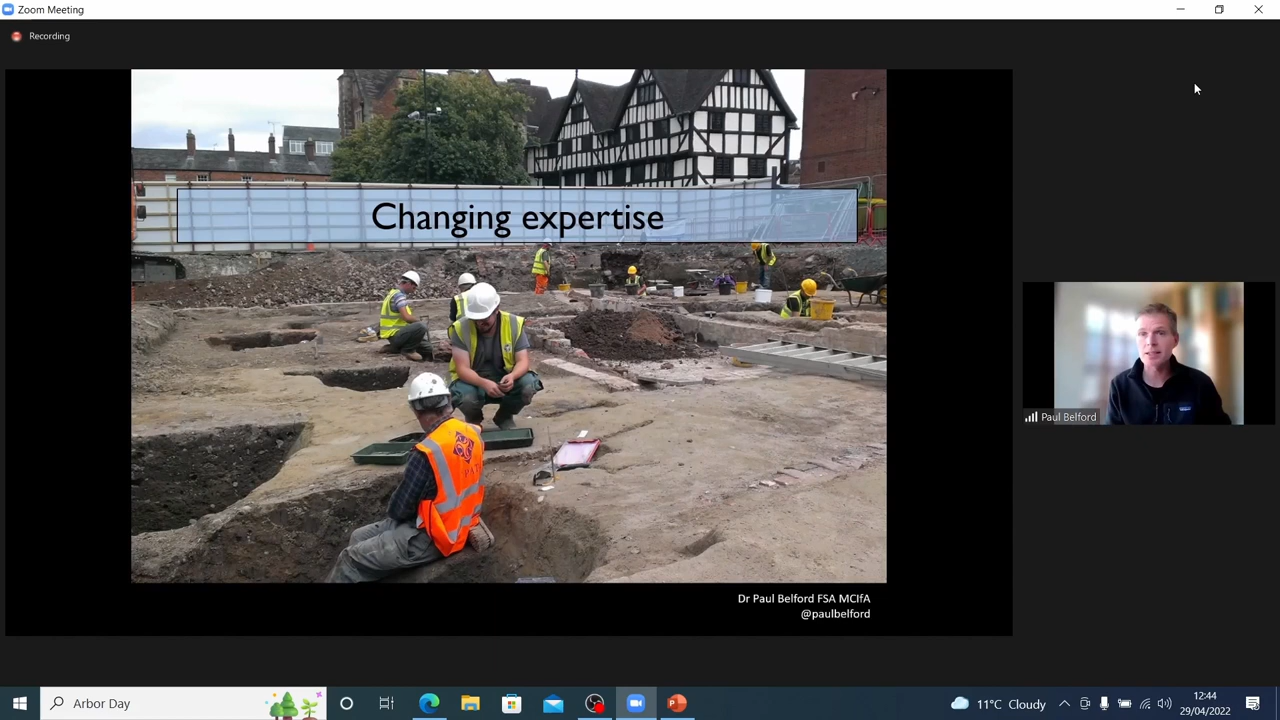 Zoom Meeting
Recording
Changing expertise
Paul Belford
Dr Paul Belford FSA MCIfA
@paulbelford
Arbor Day
11°C Cloudy
12:44
29/04/2022